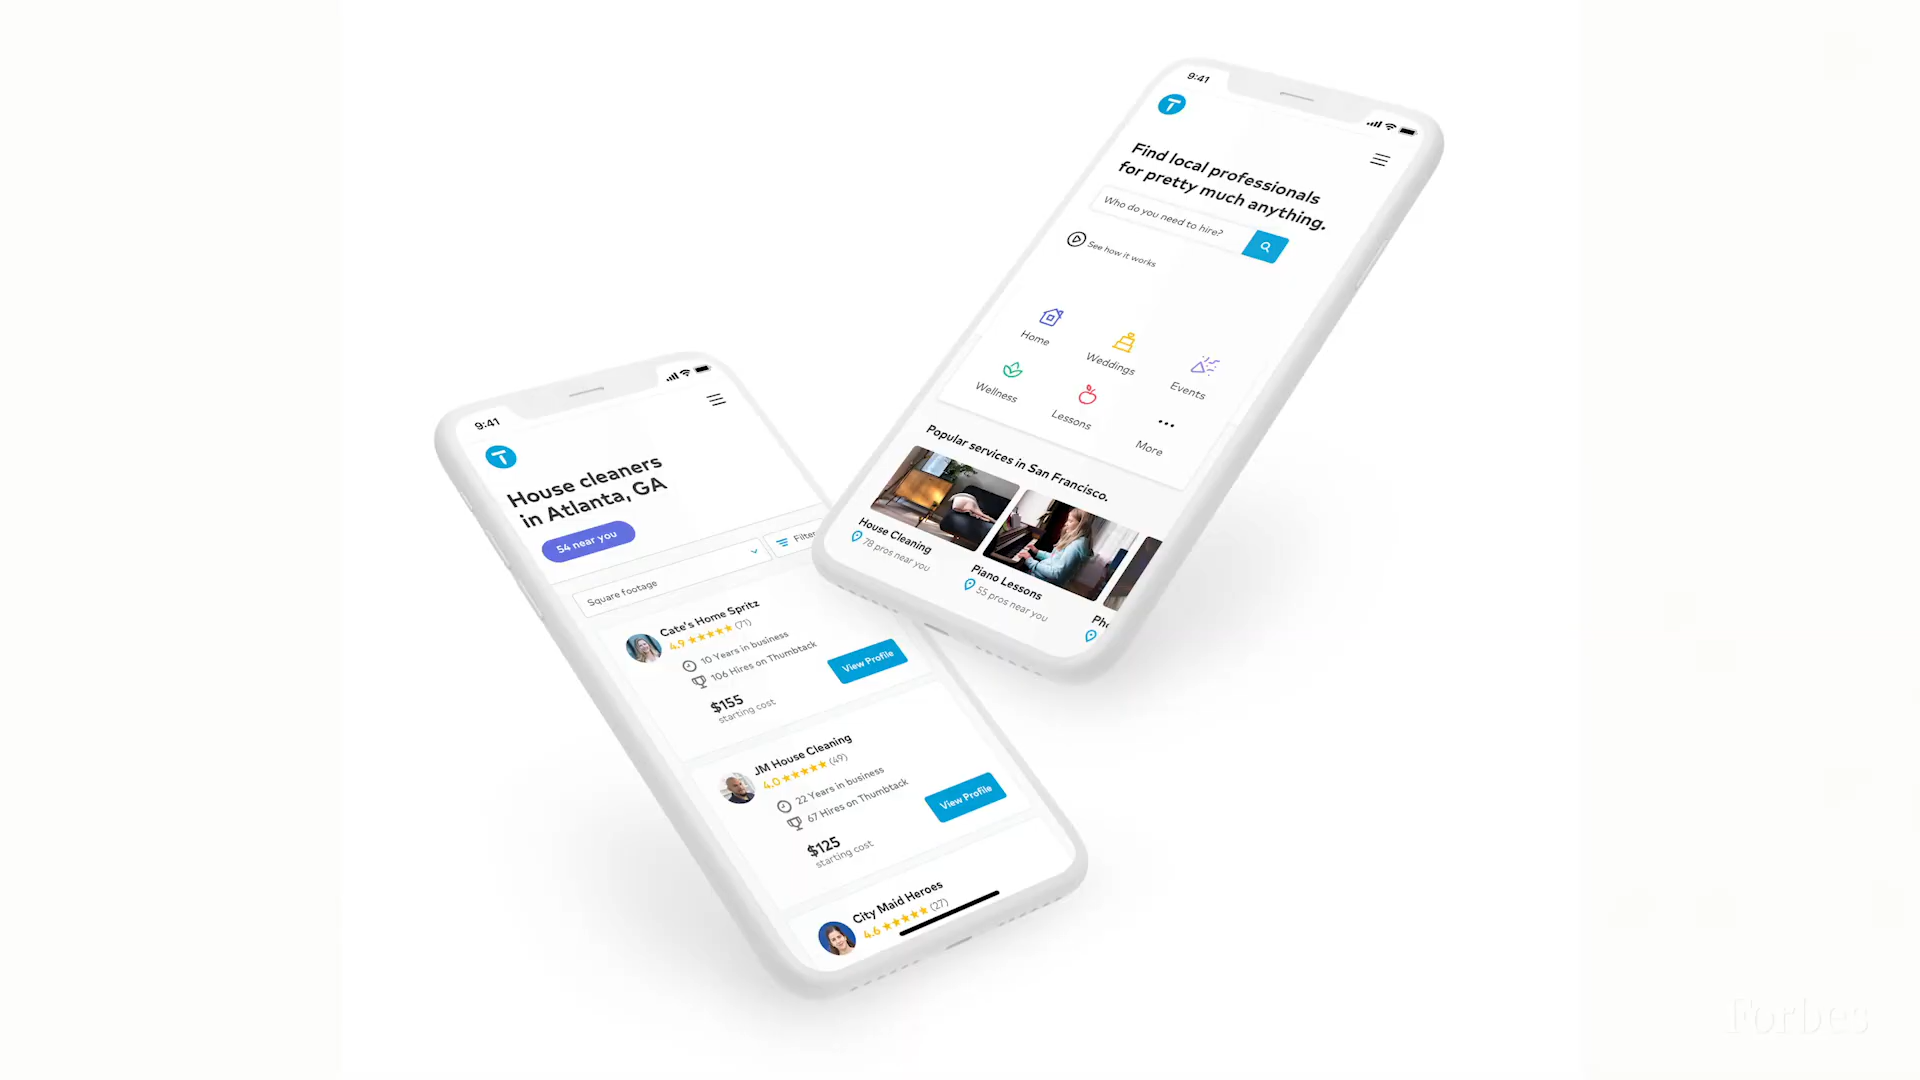 9:41
House cleaners
in Atlanta, GA
54 near you
Square footage
Filter
Cate's Home Spritz
4.9 (71)
10 Years in business
106 Hires on Thumbtack
View Profile
$155
starting cost
JM House Cleaning
4.0 (49)
22 Years in business
67 Hires on Thumbtack
View Profile
$125
starting cost
City Maid Heroes
4.6 (27)
9:41
T
Find local professionals
for pretty much anything.
Who do you need to hire?
See how it works
Home
Weddings
Events
Wellness
Lessons
More
Popular services in San Francisco.
House Cleaning
78 pros near you
Piano Lessons
55 pros near you
Forbes